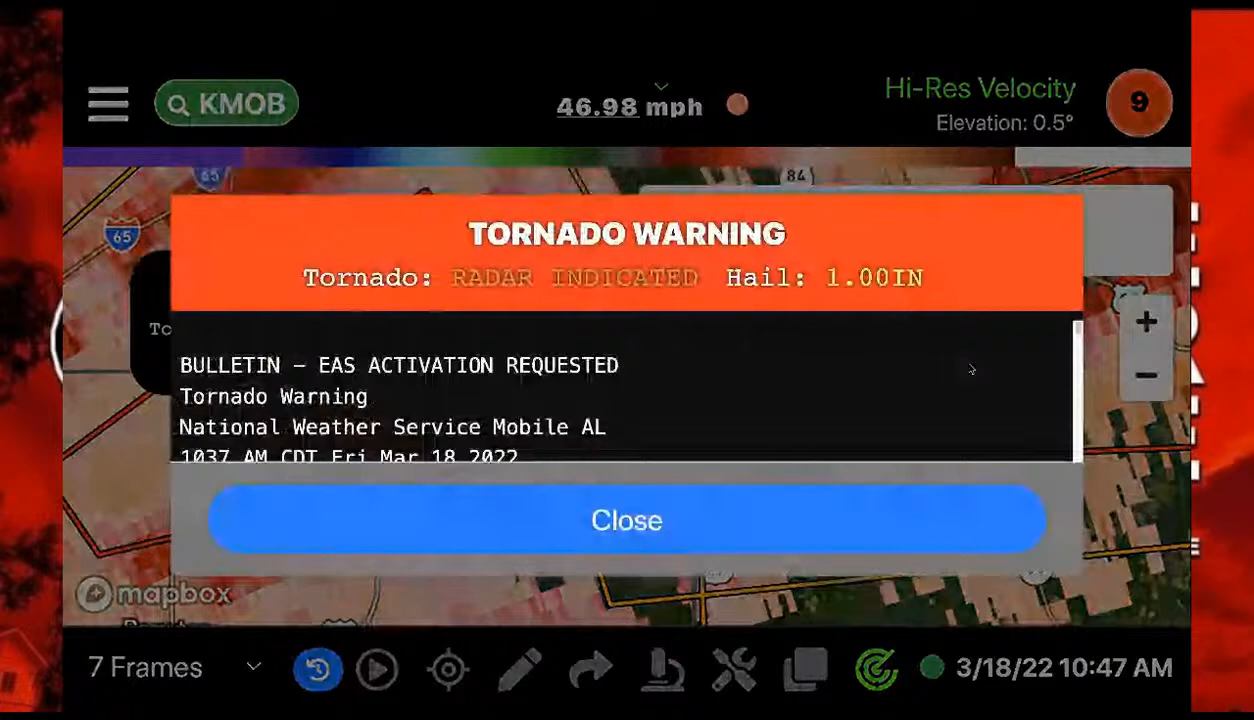 KMOB
46.98 mph
Hi-Res Velocity
Elevation: 0.5°
9
65
84
65
TORNADO WARNING
Tornado: RADAR INDICATED Hail: 1.00IN
BULLETIN – EAS ACTIVATION REQUESTED
Tornado Warning
National Weather Service Mobile AL
1037 AM CDT Fri Mar 18 2022
+
−
Close
mapbox
7 Frames
3/18/22 10:47 AM